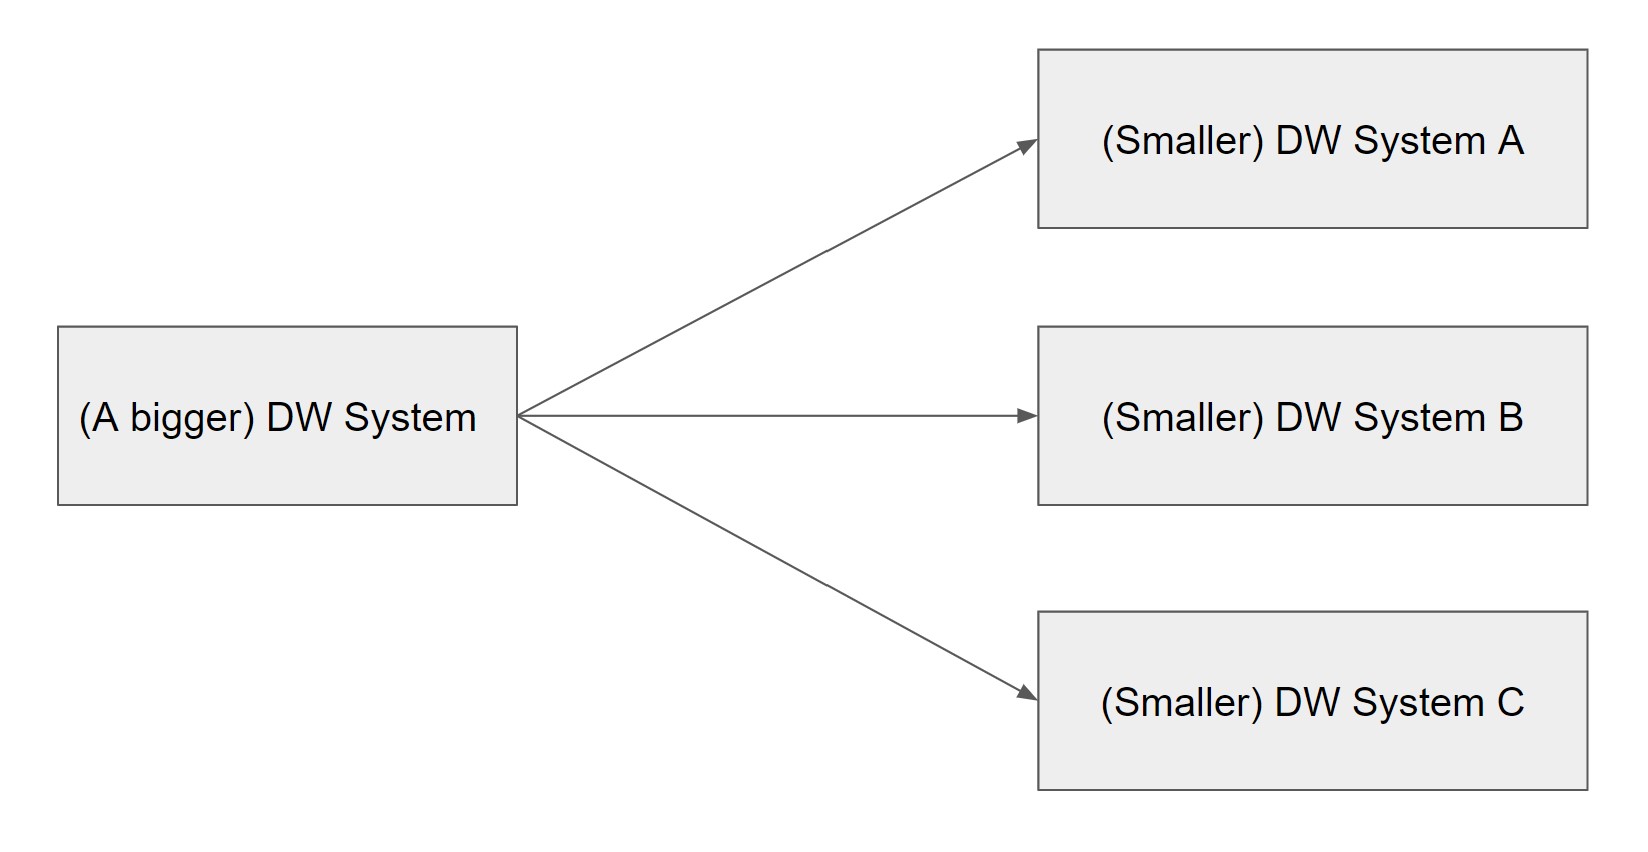 (Smaller) DW System A
(A bigger) DW System
(Smaller) DW System B
(Smaller) DW System C